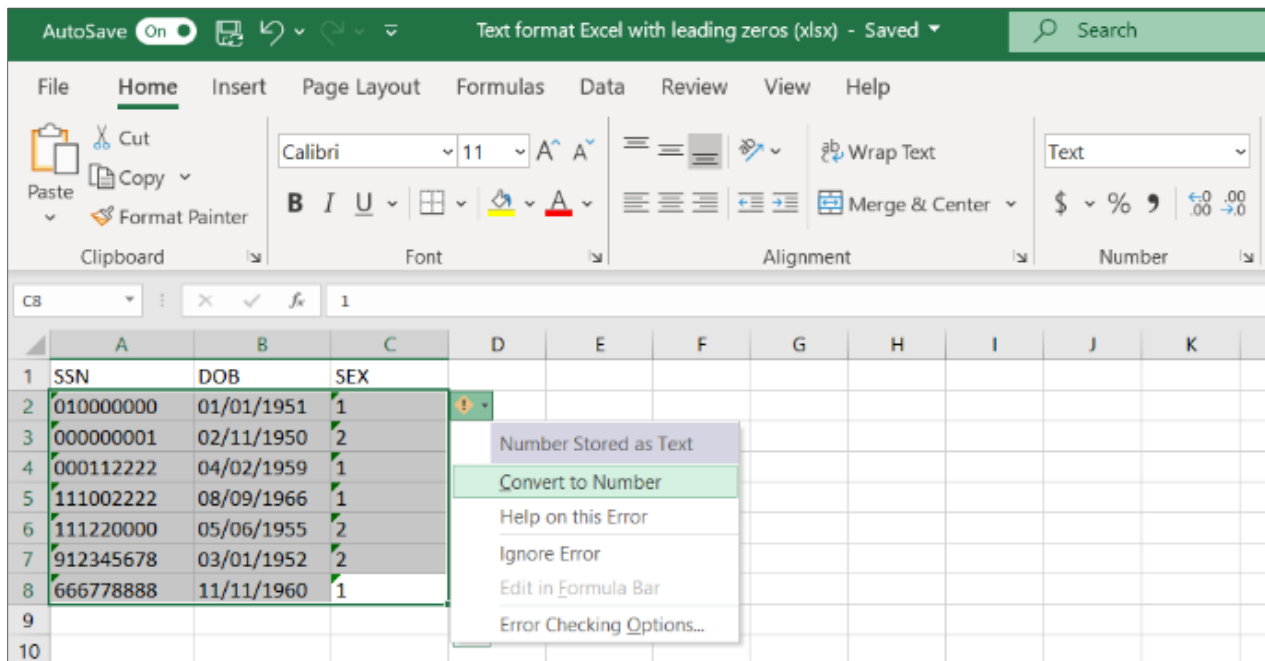 AutoSave On Text format Excel with leading zeros (xlsx) - Saved Search
File Home Insert Page Layout Formulas Data Review View Help
Cut
Copy
Paste
Format Painter
Calibri 11 A A
B I U A
ab Wrap Text
Merge & Center
Text
$ % 9 .00 .00 .0
Clipboard Font Alignment Number
C8 fx 1
A B C D E F G H I J K
1 SSN DOB SEX
2 010000000 01/01/1951 1
3 000000001 02/11/1950 2
4 000112222 04/02/1959 1
5 111002222 08/09/1966 1
6 111220000 05/06/1955 2
7 912345678 03/01/1952 2
8 666778888 11/11/1960 1
9
10
Number Stored as Text
Convert to Number
Help on this Error
Ignore Error
Edit in Formula Bar
Error Checking Options...